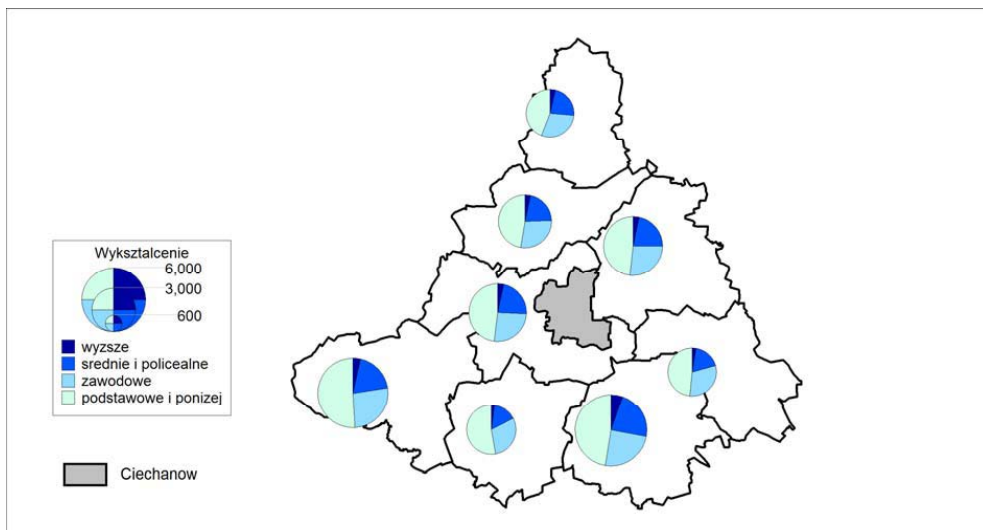 Wyksztalcenie
6,000
3,000
600
wyzsze
srednie i policealne
zawodowe
podstawowe i ponizej
Ciechanow